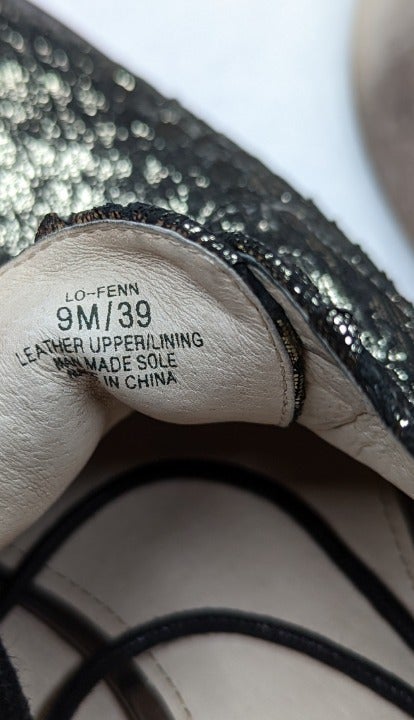 LO-FENN
9M/39
LEATHER UPPER/LINING
MAN MADE SOLE
MADE IN CHINA